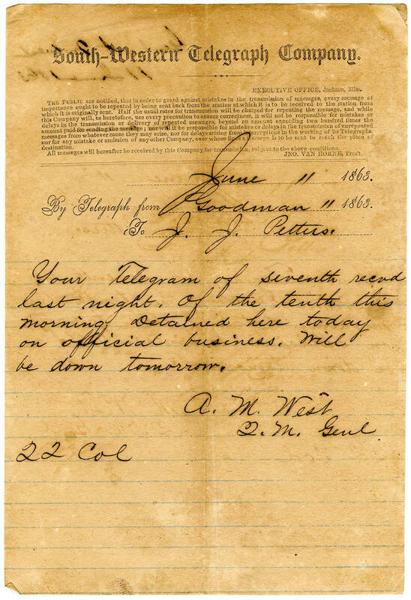 South-Western Telegraph Company.
EXECUTIVE OFFICE, Jackson, Miss.
THE PUBLIC are notified, that in order to guard against mistakes in the transmission of messages, every message of
importance ought to be repeated by being sent back from the station at which it is to be received to the station from
which it is originally sent. Half the usual rates for transmission will be charged for repeating the message, and while
this Company will, as heretofore, use every precaution to ensure correctness, it will not be responsible for mistakes or
delays in the transmission or delivery of repeated messages, beyond an
amount paid for sending the message; nor will it be responsible for mistakes or delays in the transmission of unrepeated
messages from whatever cause they may arise, nor for delays arising from interruptions in the working of its Telegraphs
nor for any mistake or omission of any other Company, over whose lines a message is to be sent to reach the place of
destination.
All messages will hereafter be received by this Company for transmission, subject to the above conditions.
JNO. VAN HORNE,
June 11 1863.
By Telegraph from Goodman 11 1863.
To J. J. Pettus.
Your Telegram of seventh recvd
last night. Of the tenth this
morning. Detained here today
on official business. Will
be down tomorrow.
A. M. West
Q. M. Genl
22 Col